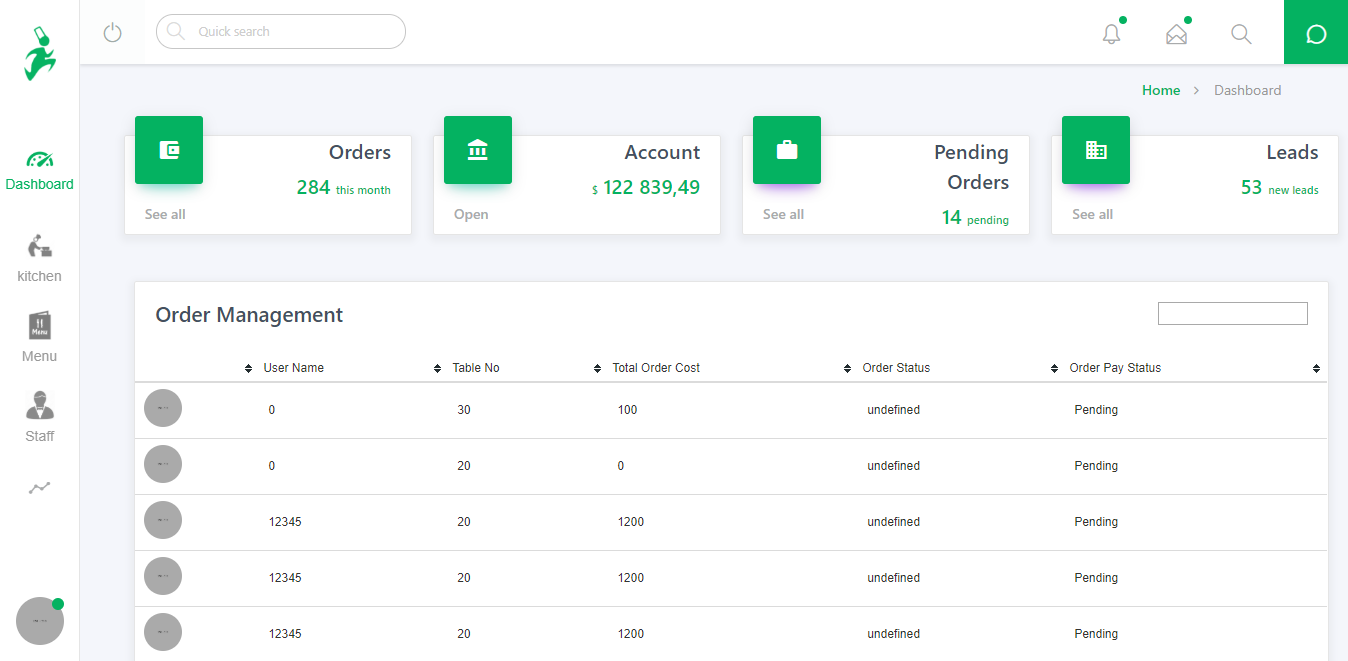 Quick search
Home > Dashboard
Dashboard
kitchen
Menu
Menu
Staff
Orders
284 this month
See all
Account
$ 122 839,49
Open
Pending
Orders
14 pending
See all
Leads
53 new leads
See all
Order Management
User Name Table No Total Order Cost Order Status Order Pay Status
0 30 100 undefined Pending
0 20 0 undefined Pending
12345 20 1200 undefined Pending
12345 20 1200 undefined Pending
12345 20 1200 undefined Pending